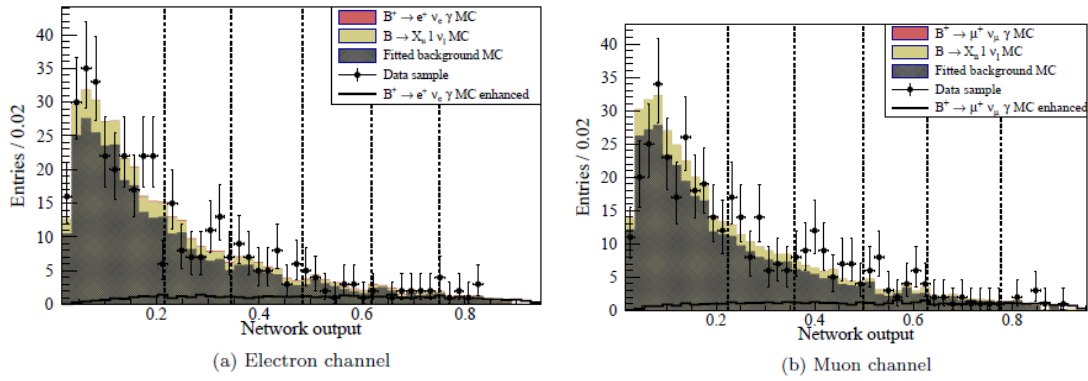 B⁺ → e⁺ νₑ γ MC
B → Xᵤ l νₗ MC
Fitted background MC
Data sample
B⁺ → e⁺ νₑ γ MC enhanced
Entries / 0.02
40
35
30
25
20
15
10
5
0
0.2 0.4 0.6 0.8
Network output
(a) Electron channel
B⁺ → μ⁺ ν_μ γ MC
B → Xᵤ l νₗ MC
Fitted background MC
Data sample
B⁺ → μ⁺ ν_μ γ MC enhanced
Entries / 0.02
40
35
30
25
20
15
10
5
0
0.2 0.4 0.6 0.8
Network output
(b) Muon channel